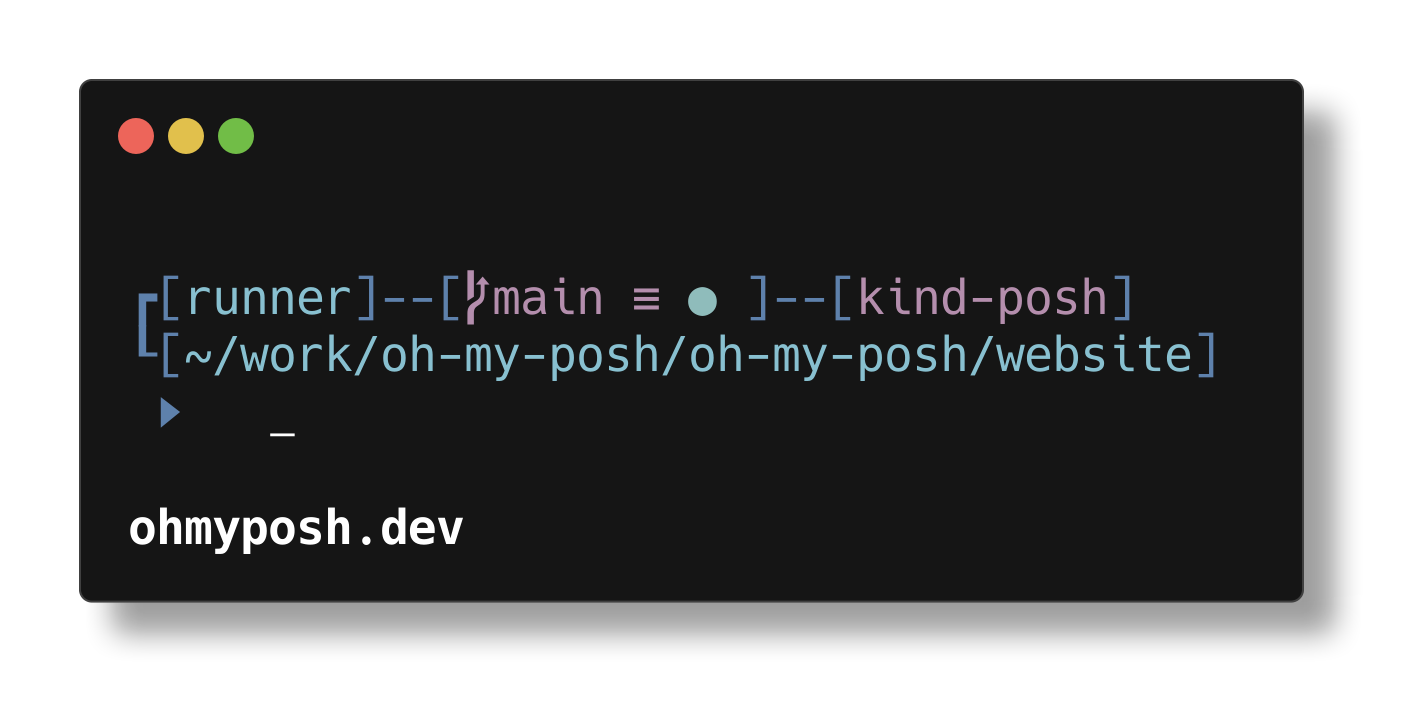 ┏[runner]--[main ≡ ● ]--[kind-posh]
┖[~/work/oh-my-posh/oh-my-posh/website]
▶ _
ohmyposh.dev